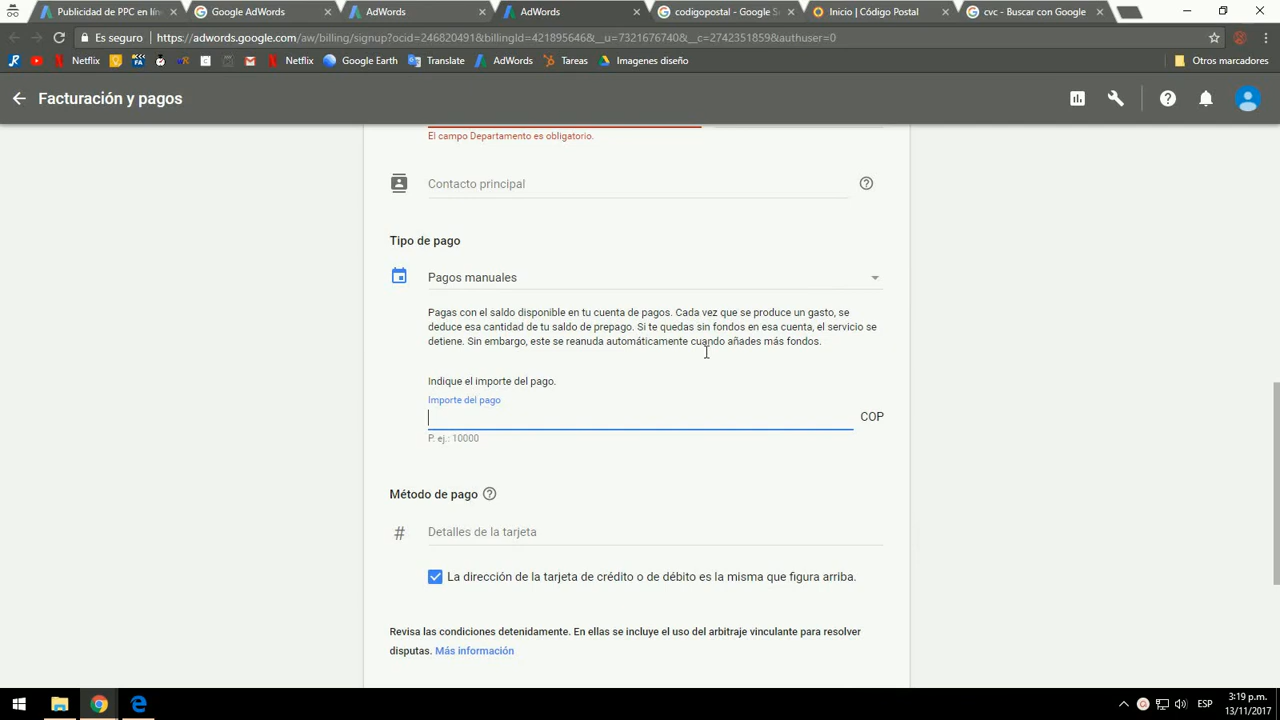 Publicidad de PPC en líne
Google AdWords
AdWords
AdWords
codigopostal - Google S
Inicio | Código Postal
cvc - Buscar con Google
Es seguro
https://adwords.google.com/aw/billing/signup?ocid=246820491&billingId=421895646&__u=7321676740&__c=2742351859&authuser=0
Netflix
Netflix
Google Earth
Translate
AdWords
Tareas
Imagenes diseño
Otros marcadores
Facturación y pagos
El campo Departamento es obligatorio.
Contacto principal
Tipo de pago
Pagos manuales
Pagas con el saldo disponible en tu cuenta de pagos. Cada vez que se produce un gasto, se
deduce esa cantidad de tu saldo de prepago. Si te quedas sin fondos en esa cuenta, el servicio se
detiene. Sin embargo, este se reanuda automáticamente cuando añades más fondos.
Indique el importe del pago.
Importe del pago
COP
P. ej.: 10000
Método de pago
# Detalles de la tarjeta
La dirección de la tarjeta de crédito o de débito es la misma que figura arriba.
Revisa las condiciones detenidamente. En ellas se incluye el uso del arbitraje vinculante para resolver
disputas. Más información
ESP
3:19 p.m.
13/11/2017